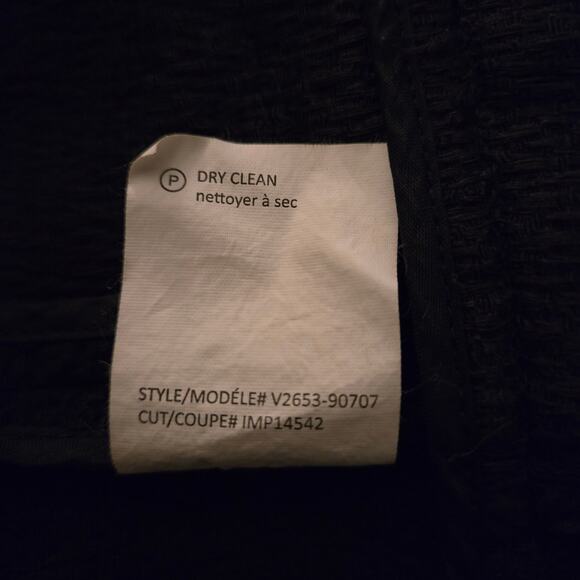 P DRY CLEAN
nettoyer à sec
STYLE/MODÉLE# V2653-90707
CUT/COUPE# IMP14542